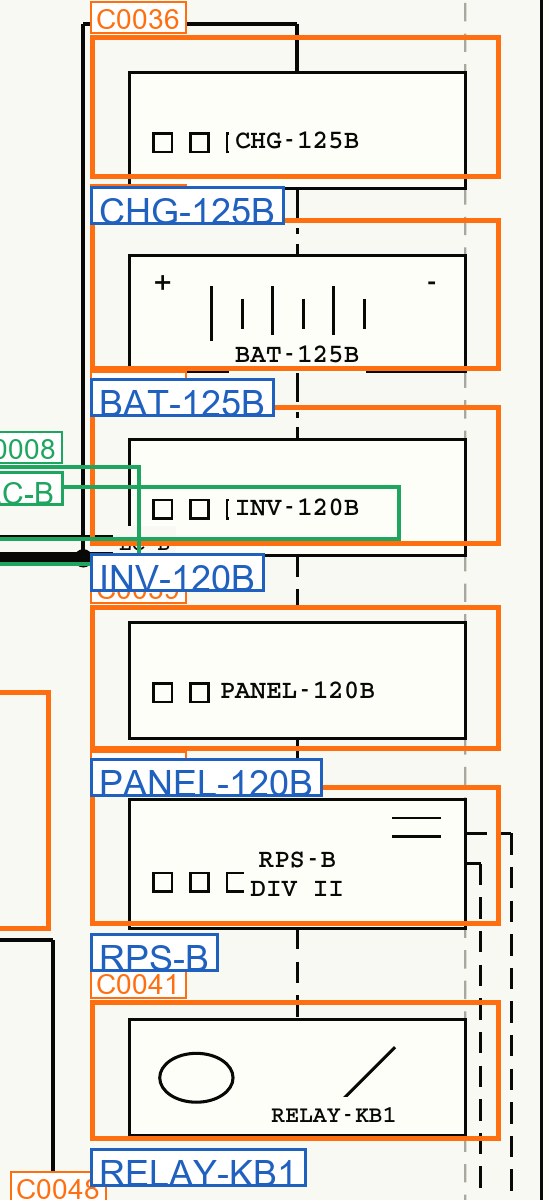 C0036
CHG-125B
CHG-125B
+ -
BAT-125B
BAT-125B
0008
C-B
INV-120B
INV-120B
PANEL-120B
PANEL-120B
RPS-B
DIV II
RPS-B
C0041
RELAY-KB1
RELAY-KB1
C0048